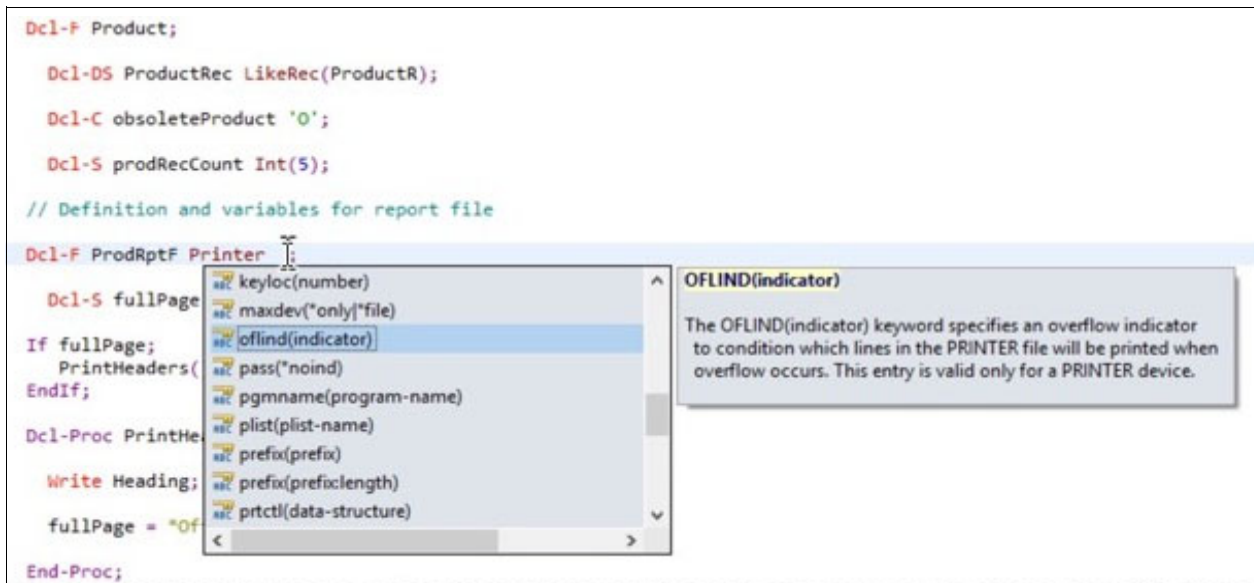 Dcl-F Product;
Dcl-DS ProductRec LikeRec(ProductR);
Dcl-C obsoleteProduct 'O';
Dcl-S prodRecCount Int(5);
// Definition and variables for report file
Dcl-F ProdRptF Printer ;
Dcl-S fullPage
If fullPage;
PrintHeaders(
EndIf;
Dcl-Proc PrintHea
Write Heading;
fullPage = *Of
End-Proc;
keyloc(number)
maxdev(*only|*file)
oflind(indicator)
pass(*noind)
pgmname(program-name)
plist(plist-name)
prefix(prefix)
prefix(prefix:length)
prtctl(data-structure)
OFLIND(indicator)
The OFLIND(indicator) keyword specifies an overflow indicator
to condition which lines in the PRINTER file will be printed when
overflow occurs. This entry is valid only for a PRINTER device.